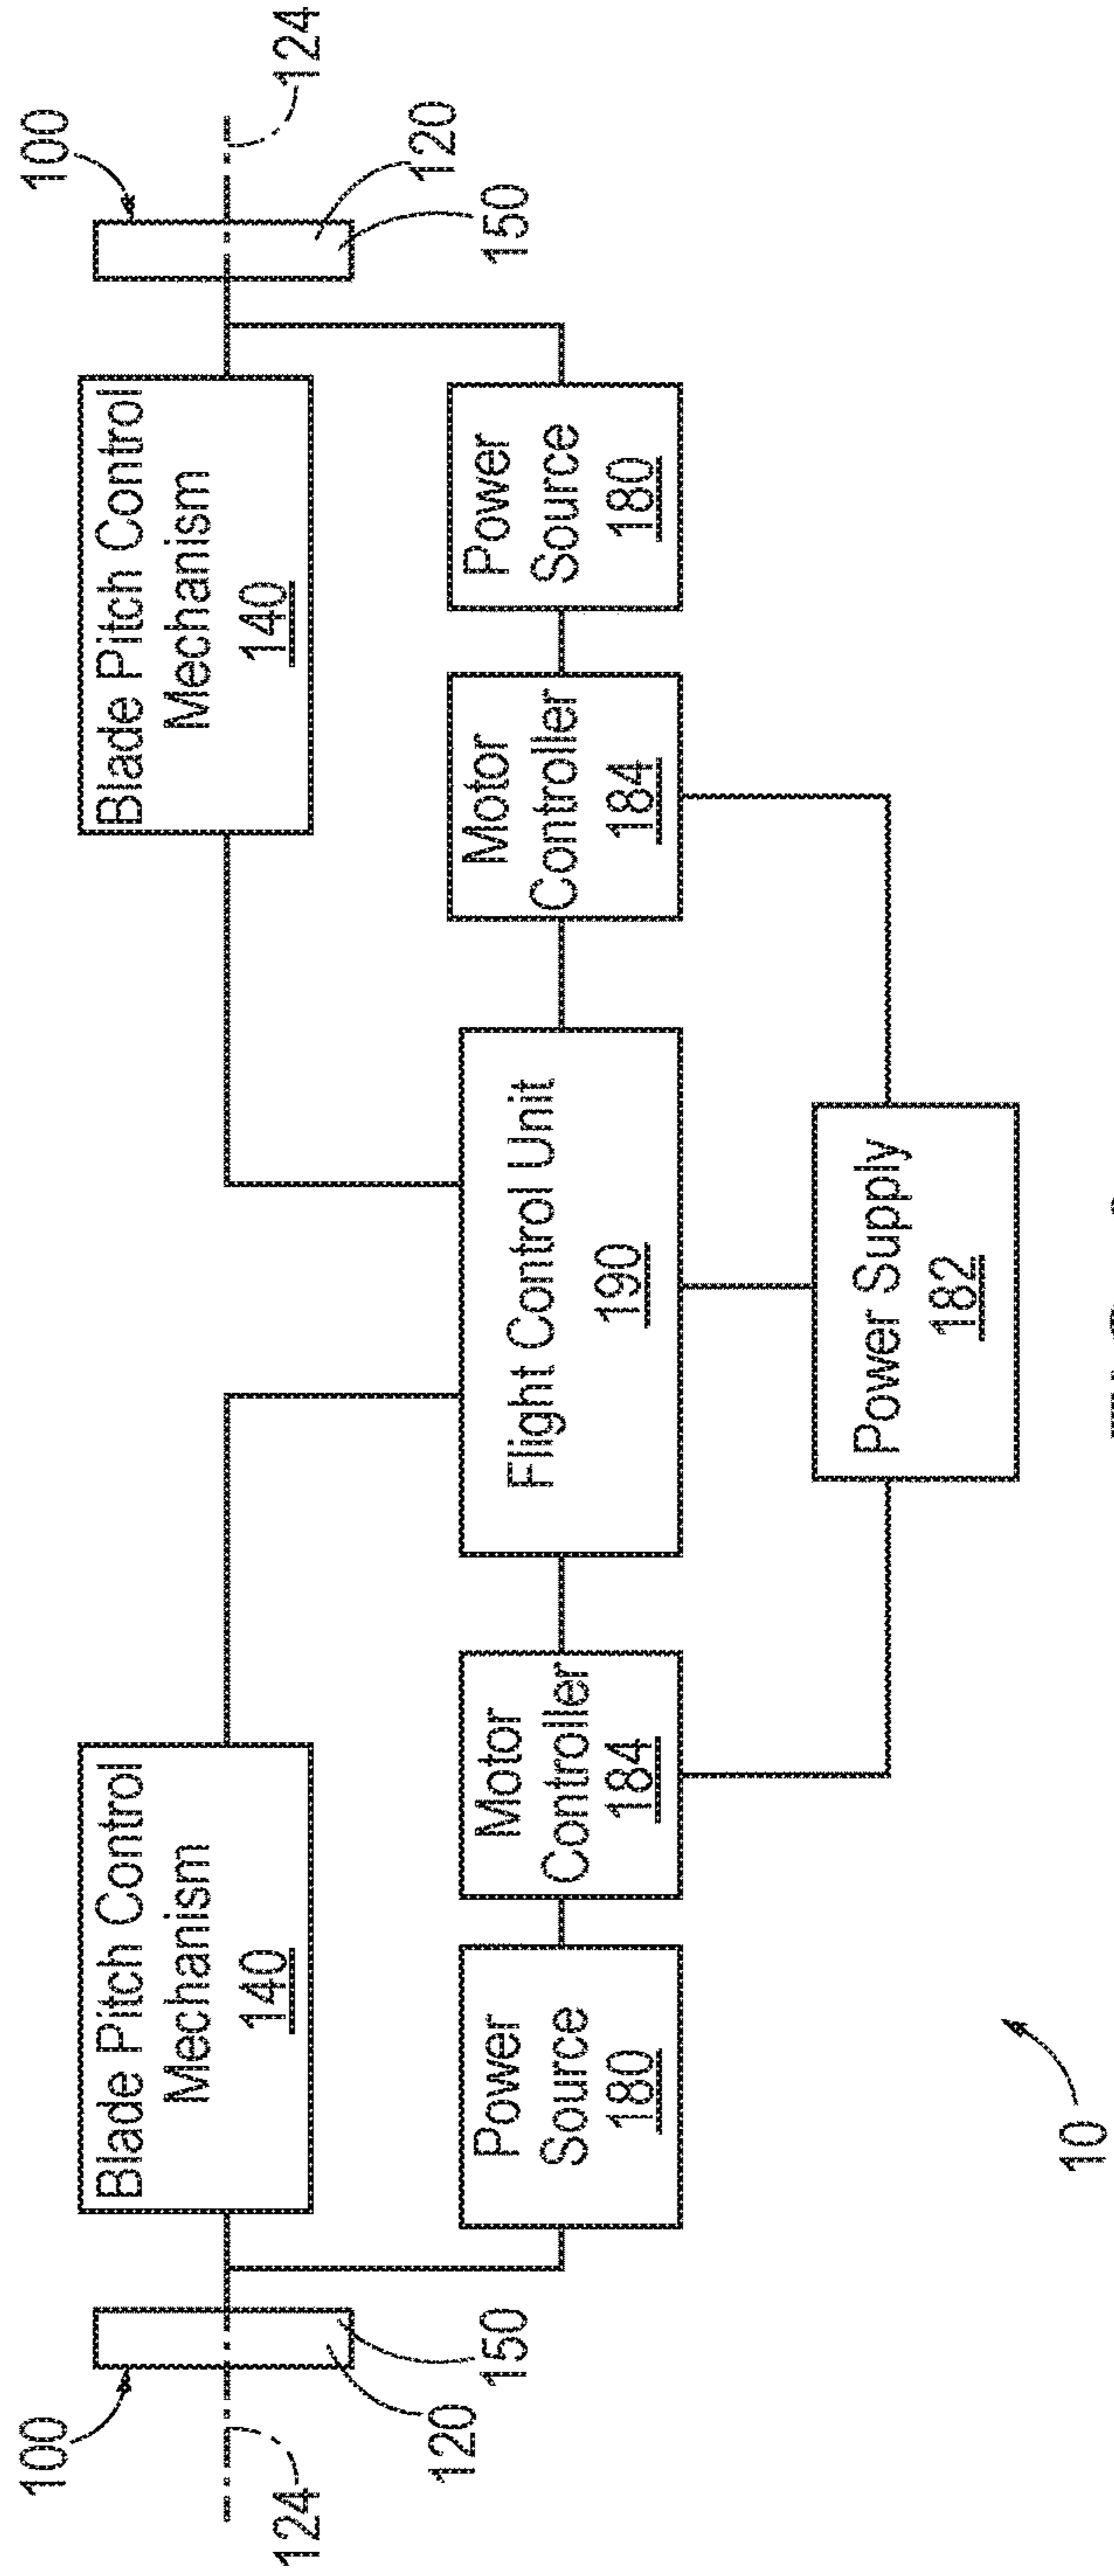 100
124
120
150
Blade Pitch Control
Mechanism
140
Power
Source
180
Motor
Controller
184
Flight Control Unit
190
Power Supply
182
Motor
Controller
184
Power
Source
180
Blade Pitch Control
Mechanism
140
100
124
120
150
10